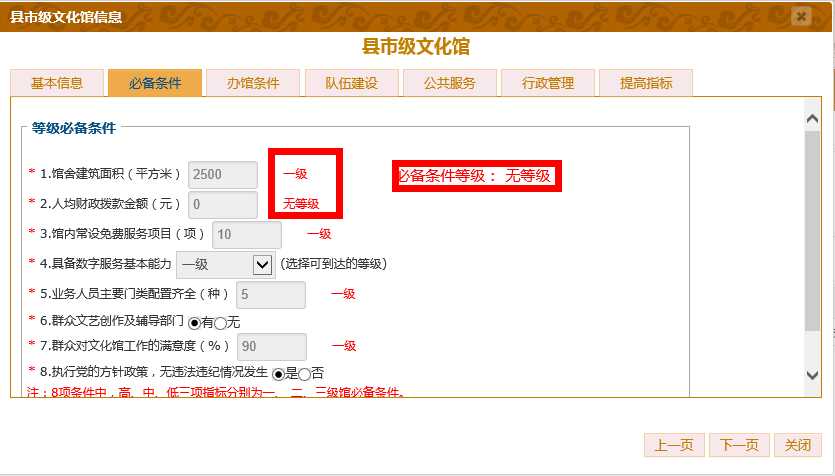 县市级文化馆信息
县市级文化馆
基本信息 必备条件 办馆条件 队伍建设 公共服务 行政管理 提高指标
等级必备条件
* 1.馆舍建筑面积（平方米） 2500 一级 必备条件等级： 无等级
* 2.人均财政拨款金额（元） 0 无等级
* 3.馆内常设免费服务项目（项） 10 一级
* 4.具备数字服务基本能力 一级 (选择可到达的等级)
* 5.业务人员主要门类配置齐全（种） 5 一级
* 6.群众文艺创作及辅导部门 有 无
* 7.群众对文化馆工作的满意度（%） 90 一级
* 8.执行党的方针政策，无违法违纪情况发生 是 否
注：8项条件中，高、中、低三项指标分别为一、二、三级馆必备条件。
上一页 下一页 关闭